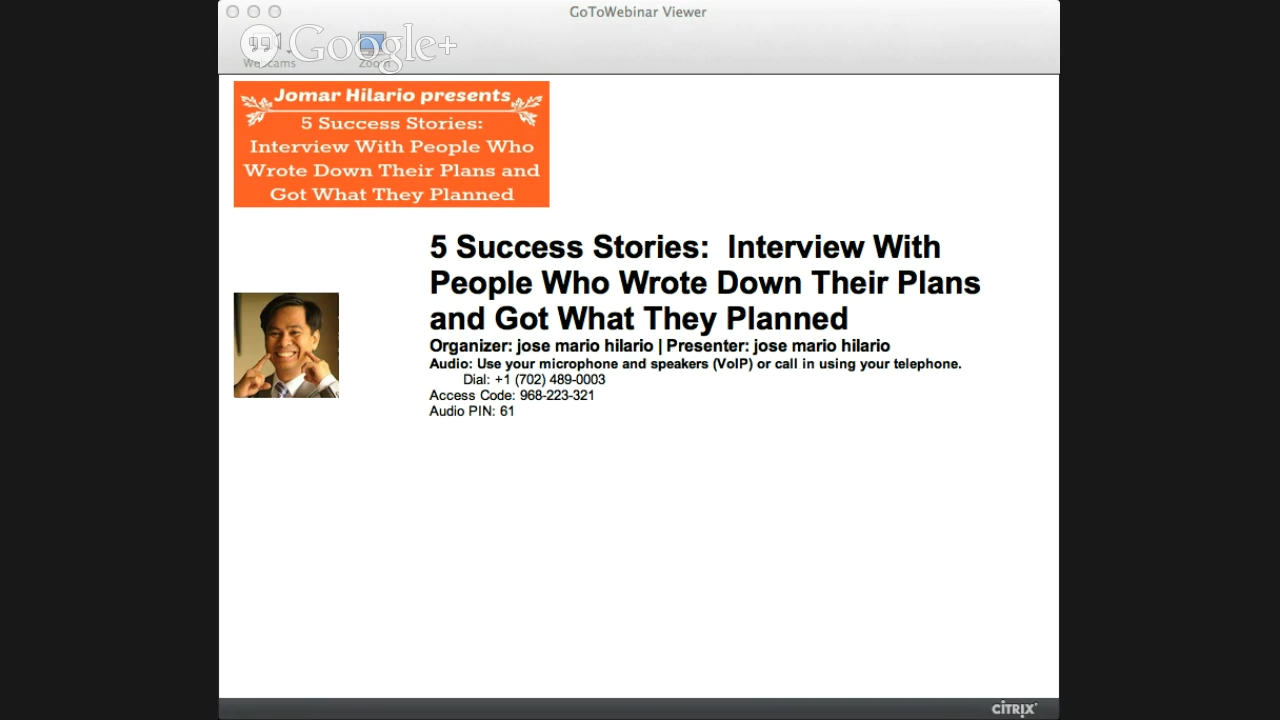 GoToWebinar Viewer
Google+
Webcams
Zoom
Jomar Hilario presents
5 Success Stories:
Interview With People Who
Wrote Down Their Plans and
Got What They Planned
5 Success Stories:  Interview With
People Who Wrote Down Their Plans
and Got What They Planned
Organizer: jose mario hilario | Presenter: jose mario hilario
Audio: Use your microphone and speakers (VoIP) or call in using your telephone.
Dial: +1 (702) 489-0003
Access Code: 968-223-321
Audio PIN: 61
CİTRIX